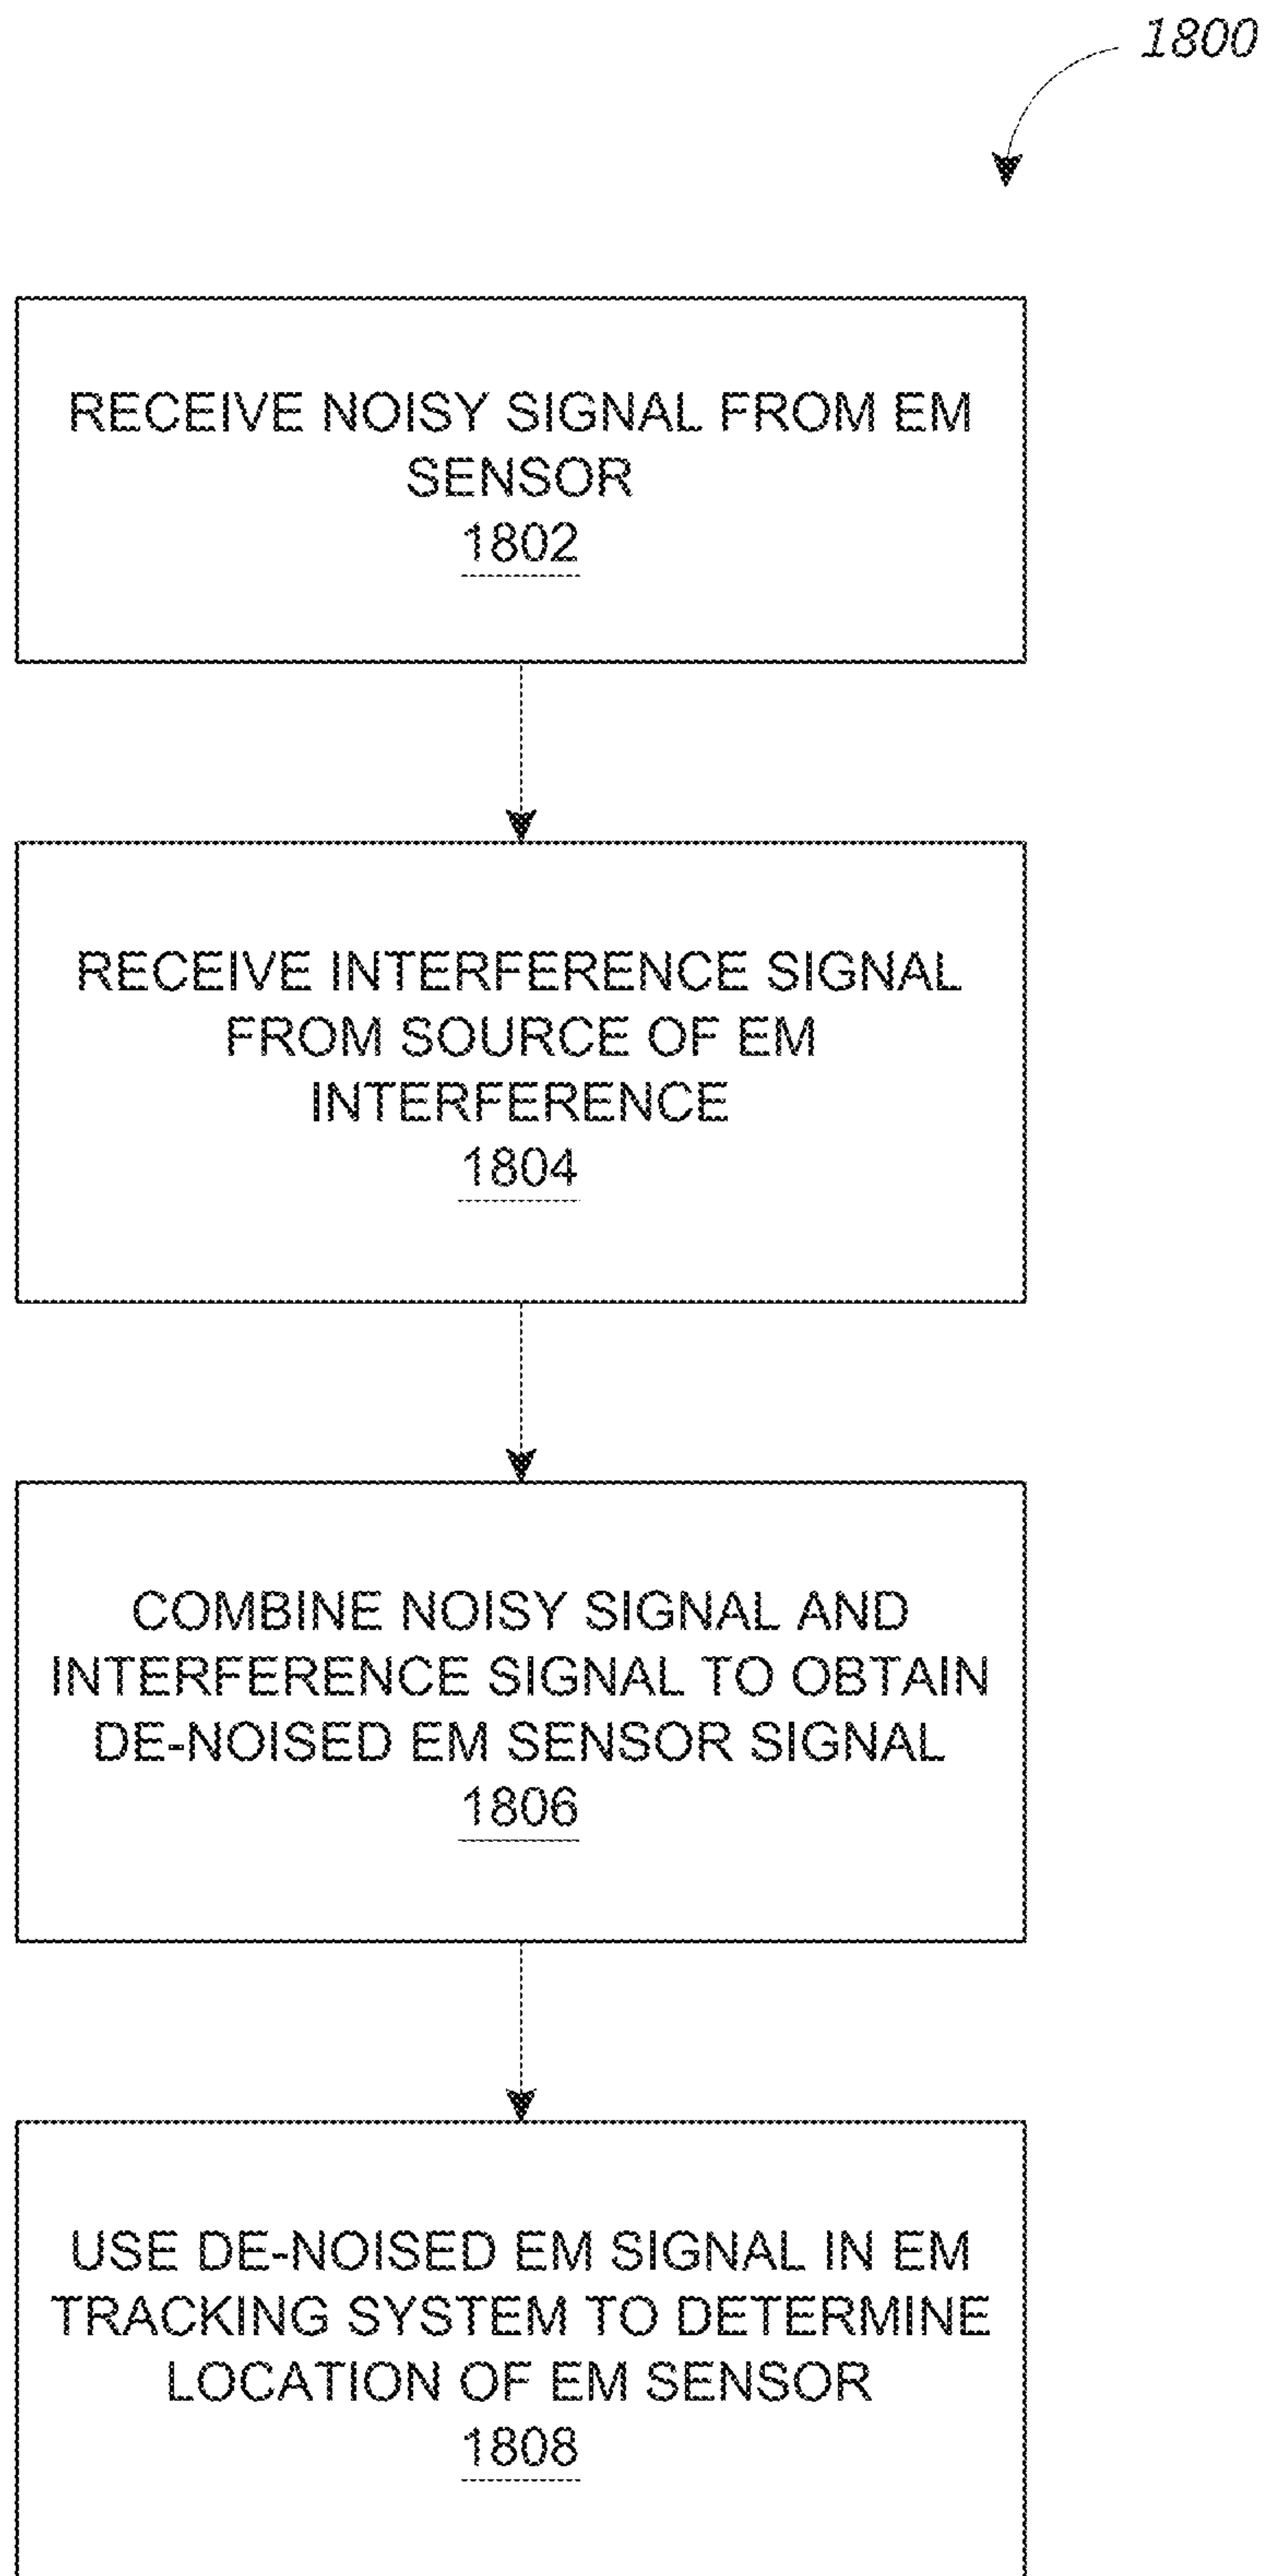 1800
RECEIVE NOISY SIGNAL FROM EM
SENSOR
1802
RECEIVE INTERFERENCE SIGNAL
FROM SOURCE OF EM
INTERFERENCE
1804
COMBINE NOISY SIGNAL AND
INTERFERENCE SIGNAL TO OBTAIN
DE-NOISED EM SENSOR SIGNAL
1806
USE DE-NOISED EM SIGNAL IN EM
TRACKING SYSTEM TO DETERMINE
LOCATION OF EM SENSOR
1808